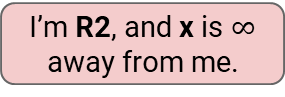 I’m R2, and x is ∞
away from me.